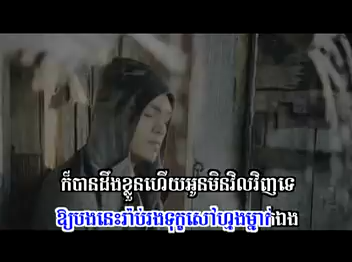 ក៏បានដឹងខ្លួនហើយអូនមិនវិលវិញទេ
ឱ្យបងនេះរ៉ាប់រងទុក្ខសៅហ្មងម្នាក់ឯង